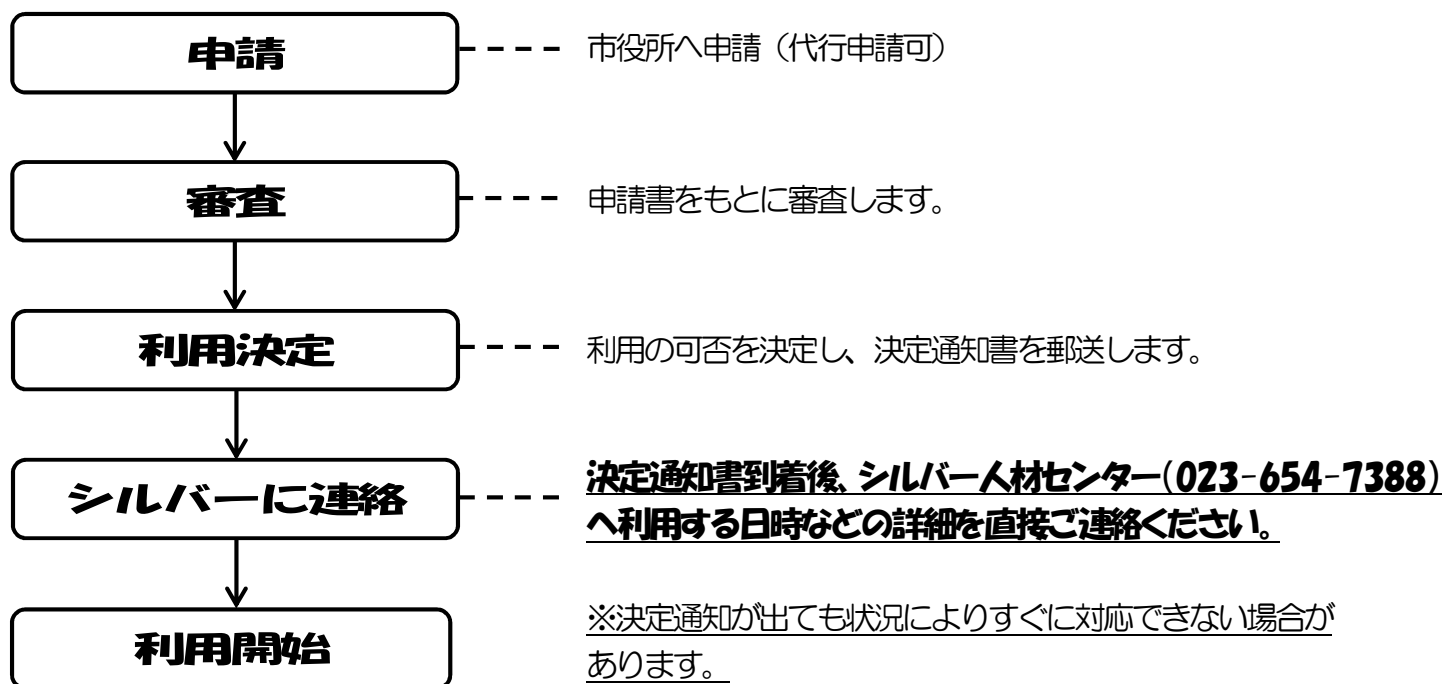 申請
市役所へ申請（代行申請可）
審査
申請書をもとに審査します。
利用決定
利用の可否を決定し、決定通知書を郵送します。
シルバーに連絡
決定通知書到着後、シルバー人材センター(023-654-7388)
へ利用する日時などの詳細を直接ご連絡ください。
利用開始
※決定通知が出ても状況によりすぐに対応できない場合が
あります。